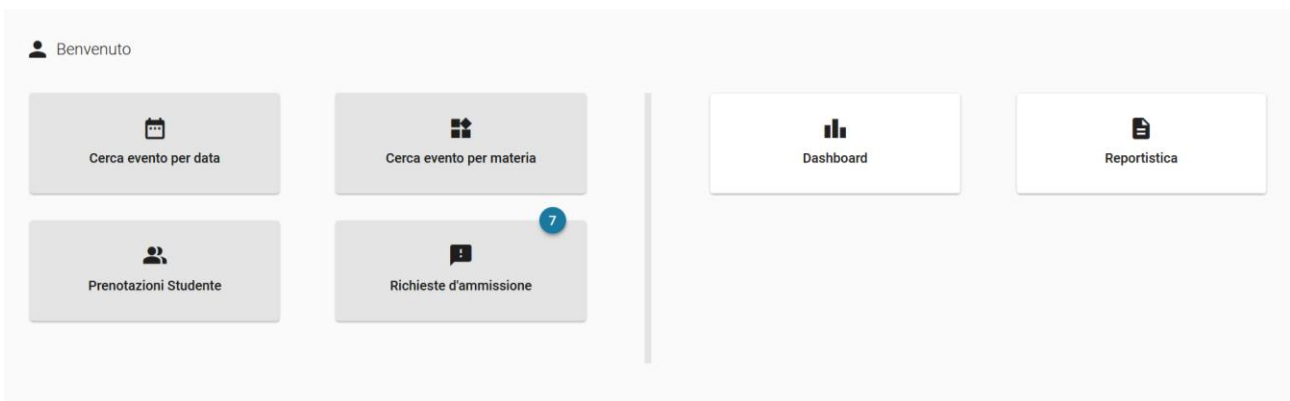 Benvenuto
Cerca evento per data
Cerca evento per materia
Dashboard
Reportistica
7
Prenotazioni Studente
Richieste d'ammissione